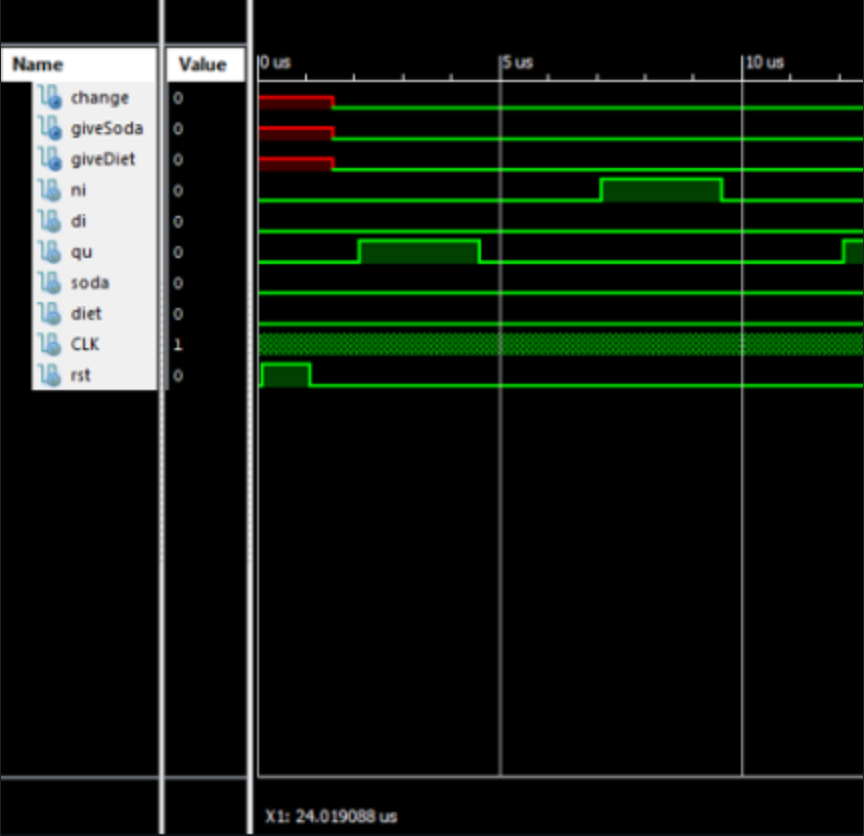 Name Value 0 us 5 us 10 us
change 0
giveSoda 0
giveDiet 0
ni 0
di 0
qu 0
soda 0
diet 0
CLK 1
rst 0
X1: 24.019088 us